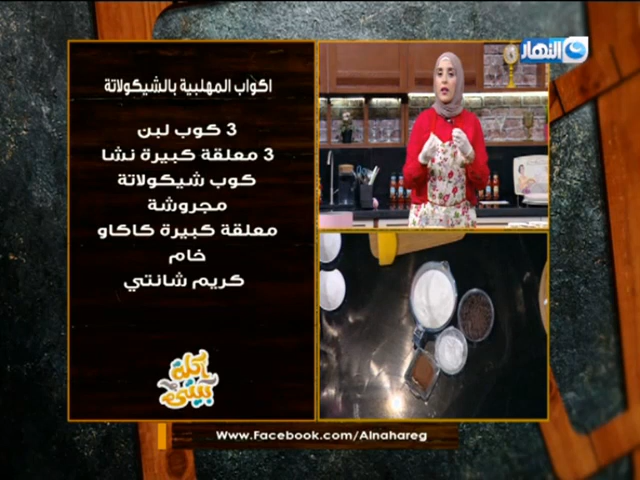 اكواب المهلبية بالشيكولاتة
3 كوب لبن
3 معلقة كبيرة نشا
كوب شيكولاتة
مجروشة
معلقة كبيرة كاكاو
خام
كريم شانتي
أكلة
بيتي
النهار
www.Facebook.com/Alnahareg